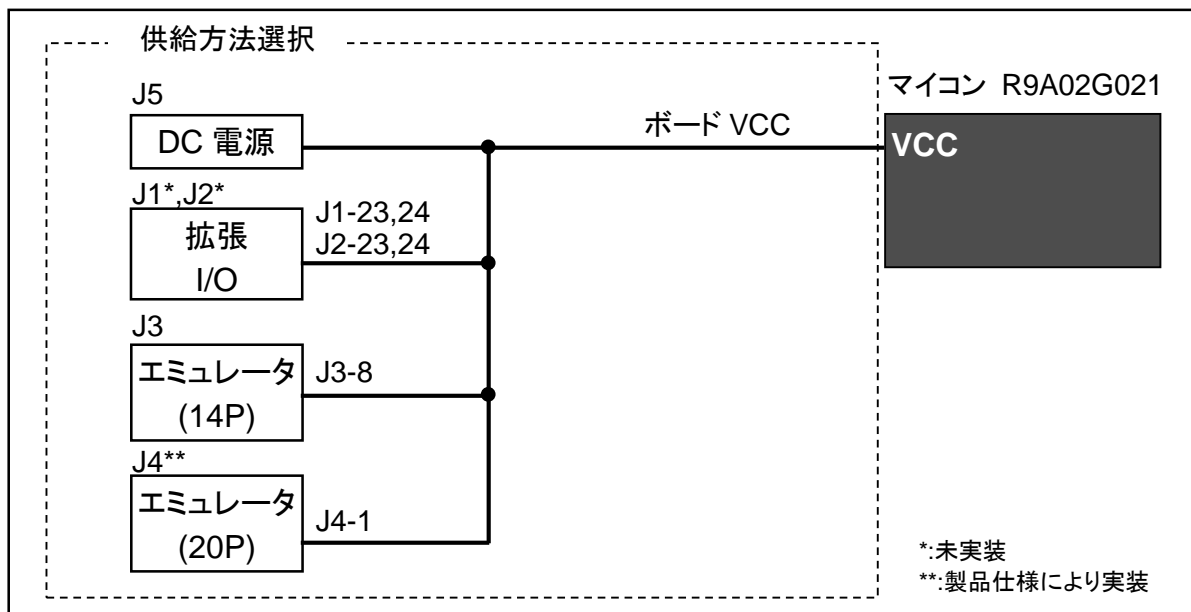 供給方法選択
マイコン R9A02G021
J5
DC 電源
ボード VCC
VCC
J1*,J2*
拡張
I/O
J1-23,24
J2-23,24
J3
エミュレータ
(14P)
J3-8
J4**
エミュレータ
(20P)
J4-1
*:未実装
**:製品仕様により実装